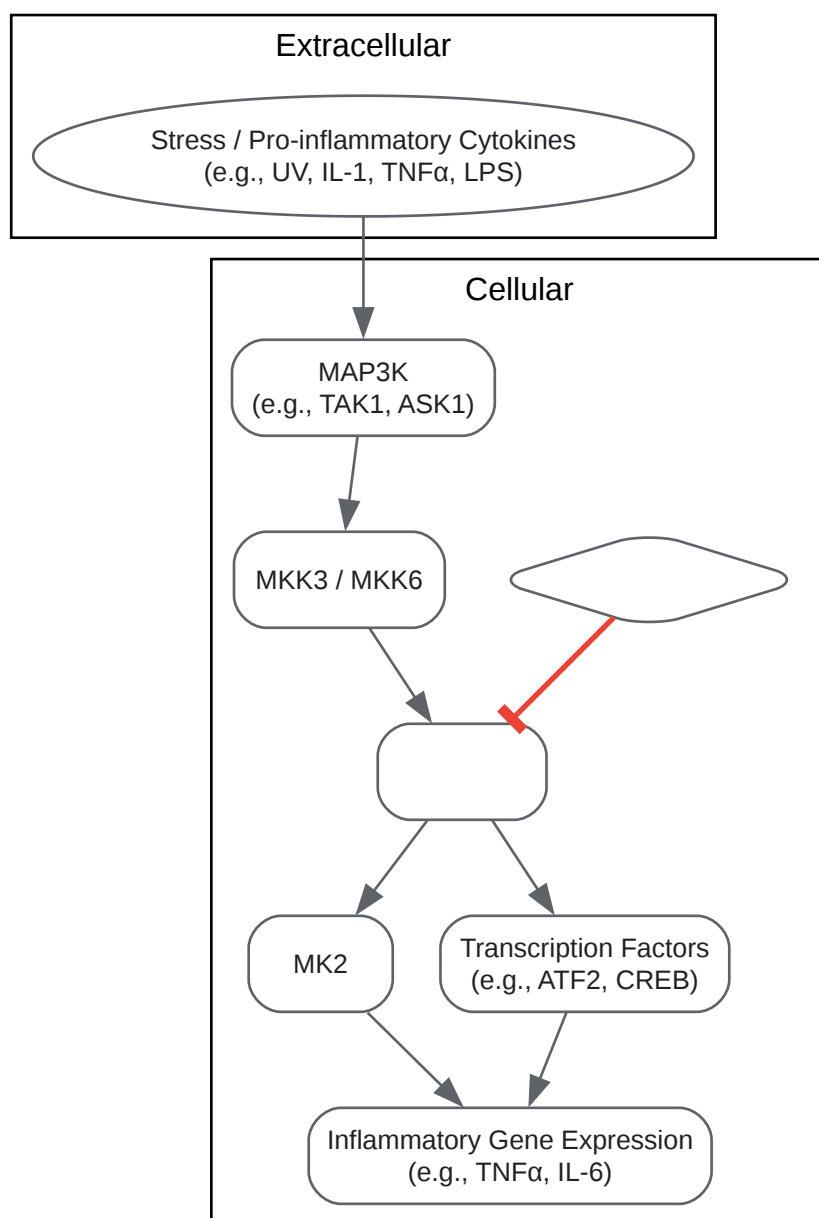 Extracellular
Stress / Pro-inflammatory Cytokines
(e.g., UV, IL-1, TNFα, LPS)
Cellular
MAP3K
(e.g., TAK1, ASK1)
MKK3 / MKK6
MK2
Transcription Factors
(e.g., ATF2, CREB)
Inflammatory Gene Expression
(e.g., TNFα, IL-6)